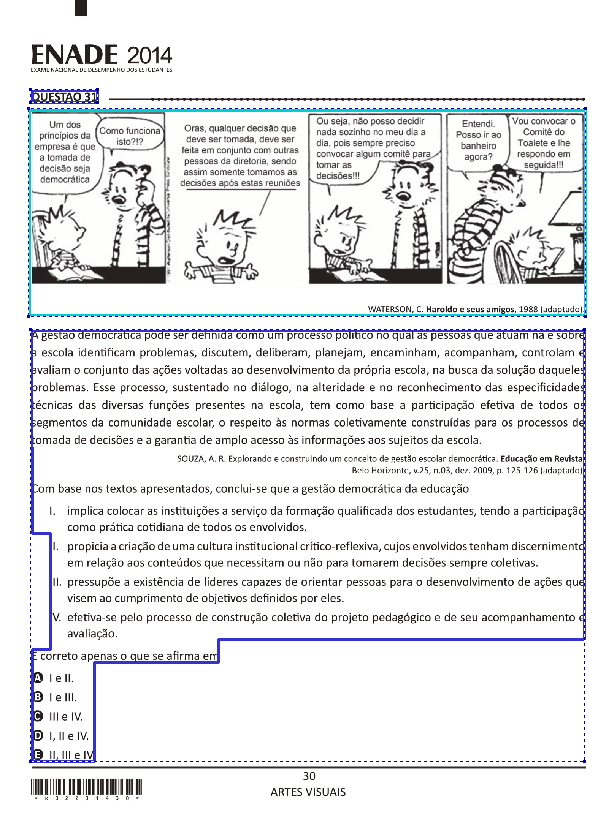 ENADE 2014
EXAME NACIONAL DE DESEMPENHO DOS ESTUDANTES
QUESTÃO 31
Um dos
princípios da
empresa é que
a tomada de
decisão seja
democrática
Como funciona
isto?!?
Oras, qualquer decisão que
deve ser tomada, deve ser
feita em conjunto com outras
pessoas da diretoria, sendo
assim somente tomamos as
decisões após estas reuniões
Ou seja, não posso decidir
nada sozinho no meu dia a
dia, pois sempre preciso
convocar algum comitê para
tomar as
decisões!!!
Entendi.
Posso ir ao
banheiro
agora?
Vou convocar o
Comitê do
Toalete e lhe
respondo em
seguida!!!
WATERSON, C. Haroldo e seus amigos, 1988 (adaptado).
A gestão democrática pode ser definida como um processo político no qual as pessoas que atuam na e sobre
a escola identificam problemas, discutem, deliberam, planejam, encaminham, acompanham, controlam e
avaliam o conjunto das ações voltadas ao desenvolvimento da própria escola, na busca da solução daqueles
problemas. Esse processo, sustentado no diálogo, na alteridade e no reconhecimento das especificidades
técnicas das diversas funções presentes na escola, tem como base a participação efetiva de todos os
segmentos da comunidade escolar, o respeito às normas coletivamente construídas para os processos de
tomada de decisões e a garantia de amplo acesso às informações aos sujeitos da escola.
SOUZA, A. R. Explorando e construindo um conceito de gestão escolar democrática. Educação em Revista
Belo Horizonte, v.25, n.03, dez. 2009, p. 125-126 (adaptado)
Com base nos textos apresentados, conclui-se que a gestão democrática da educação
I. implica colocar as instituições a serviço da formação qualificada dos estudantes, tendo a participação
como prática cotidiana de todos os envolvidos.
II. propicia a criação de uma cultura institucional crítico-reflexiva, cujos envolvidos tenham discernimento
em relação aos conteúdos que necessitam ou não para tomarem decisões sempre coletivas.
III. pressupõe a existência de líderes capazes de orientar pessoas para o desenvolvimento de ações que
visem ao cumprimento de objetivos definidos por eles.
IV. efetiva-se pelo processo de construção coletiva do projeto pedagógico e de seu acompanhamento e
avaliação.
É correto apenas o que se afirma em
A I e II.
B I e III.
C III e IV.
D I, II e IV.
E II, III e IV
30
ARTES VISUAIS